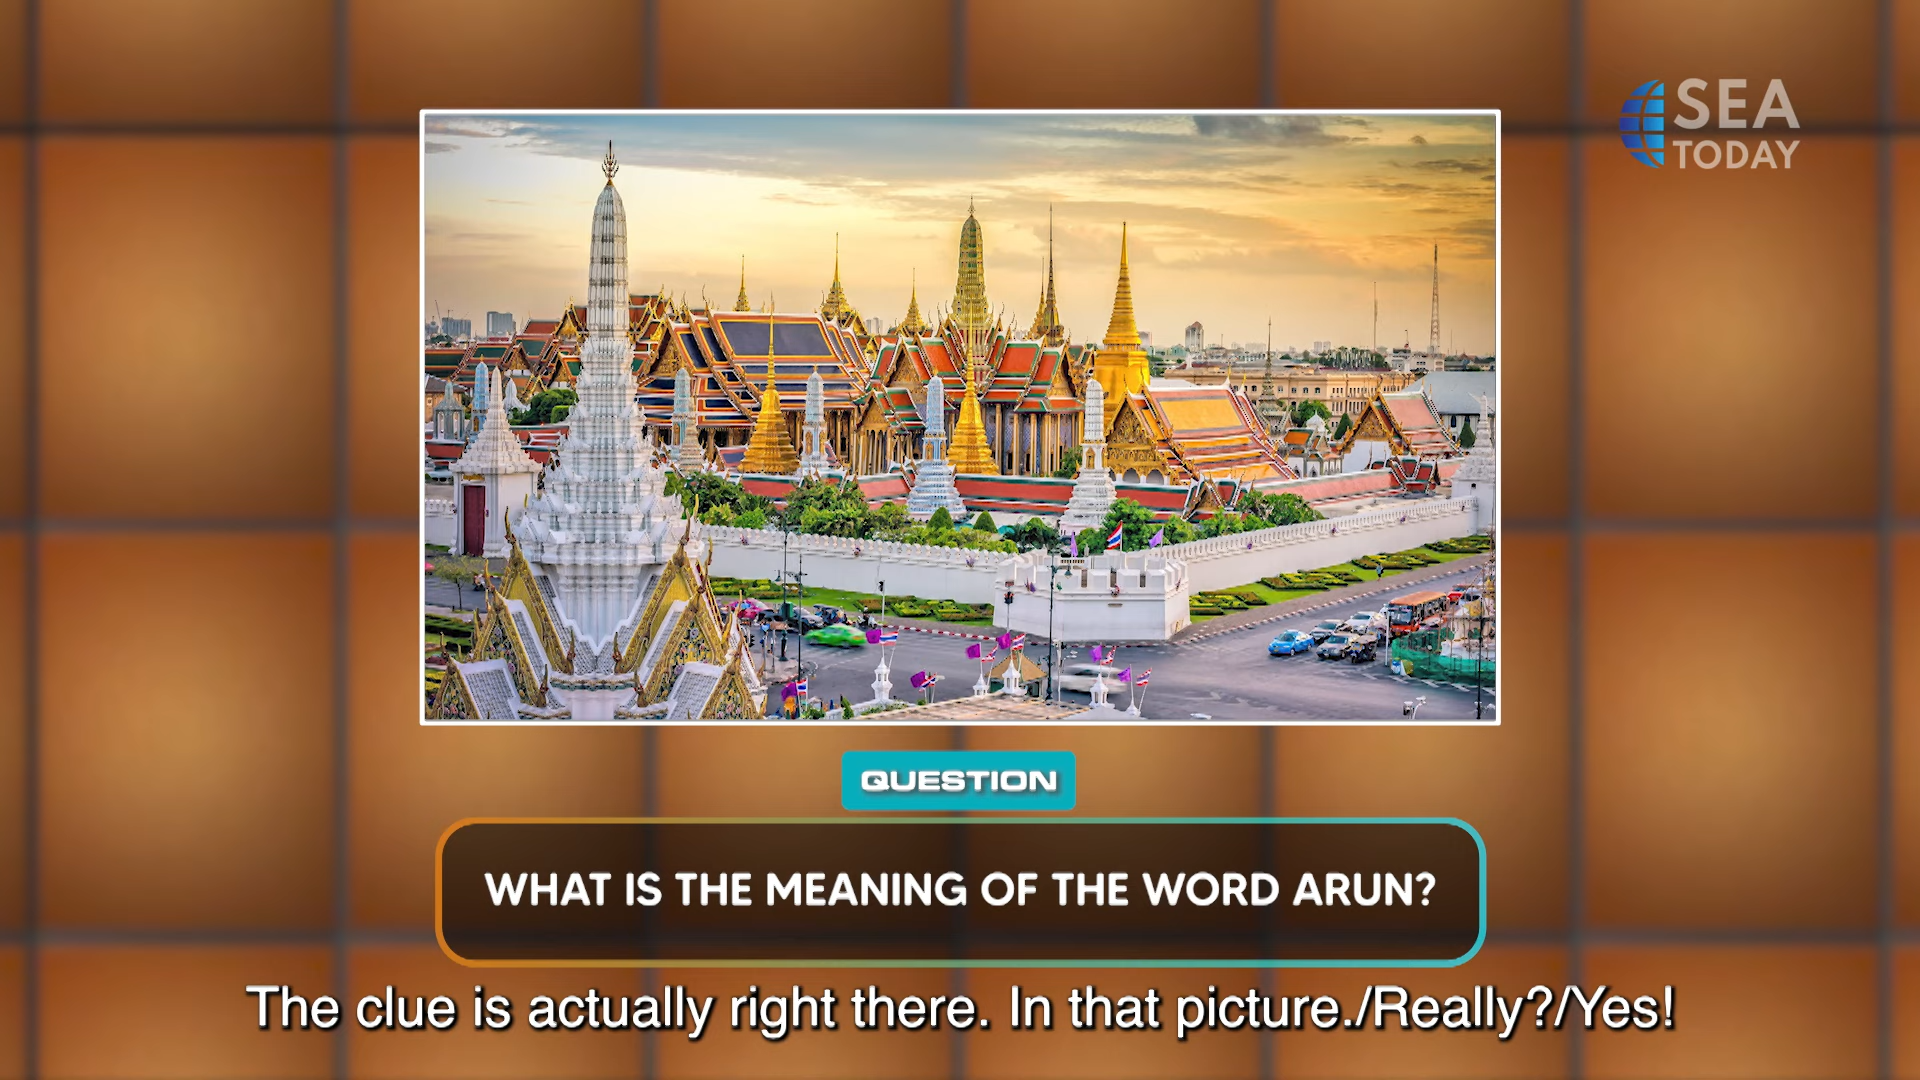 SEA
TODAY
QUESTION
WHAT IS THE MEANING OF THE WORD ARUN?
The clue is actually right there. In that picture./Really?/Yes!